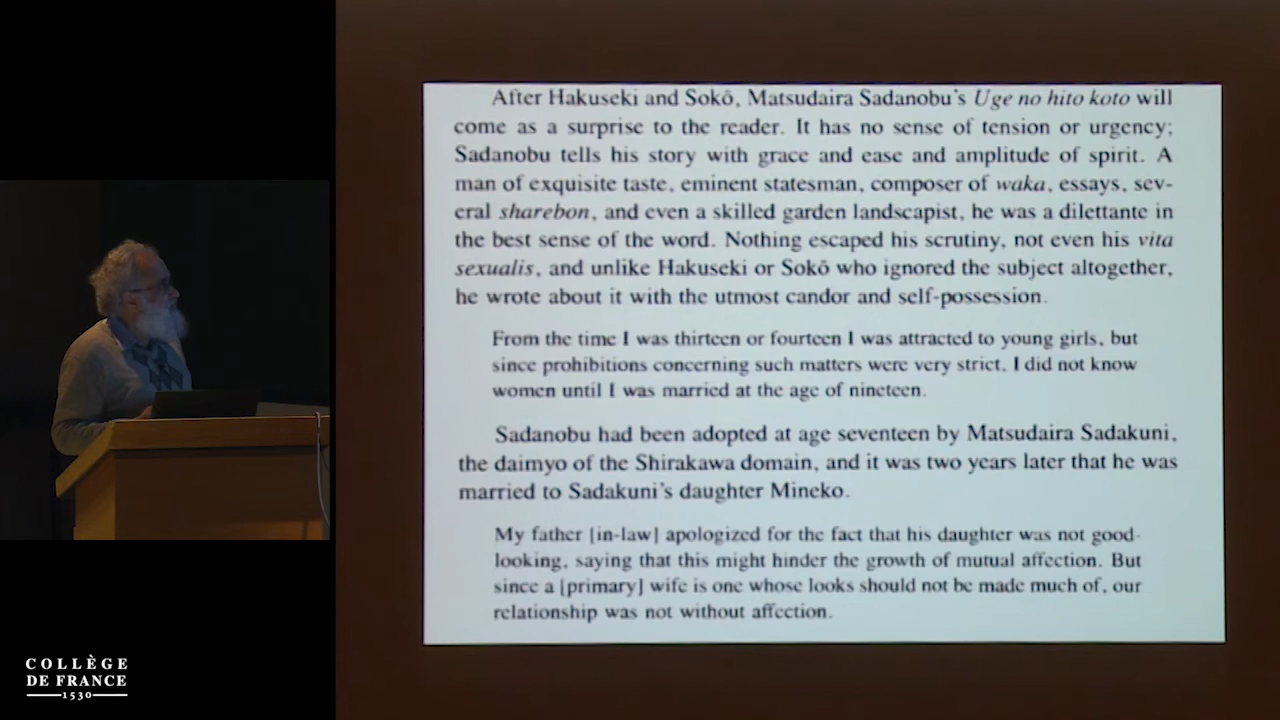 After Hakuseki and Sokō, Matsudaira Sadanobu's Uge no hito koto will
come as a surprise to the reader. It has no sense of tension or urgency;
Sadanobu tells his story with grace and ease and amplitude of spirit. A
man of exquisite taste, eminent statesman, composer of waka, essays, sev-
eral sharebon, and even a skilled garden landscapist, he was a dilettante in
the best sense of the word. Nothing escaped his scrutiny, not even his vita
sexualis, and unlike Hakuseki or Sokō who ignored the subject altogether,
he wrote about it with the utmost candor and self-possession.
From the time I was thirteen or fourteen I was attracted to young girls, but
since prohibitions concerning such matters were very strict, I did not know
women until I was married at the age of nineteen.
Sadanobu had been adopted at age seventeen by Matsudaira Sadakuni,
the daimyo of the Shirakawa domain, and it was two years later that he was
married to Sadakuni's daughter Mineko.
My father [in-law] apologized for the fact that his daughter was not good-
looking, saying that this might hinder the growth of mutual affection. But
since a [primary] wife is one whose looks should not be made much of, our
relationship was not without affection.
COLLÈGE
DE FRANCE
1530